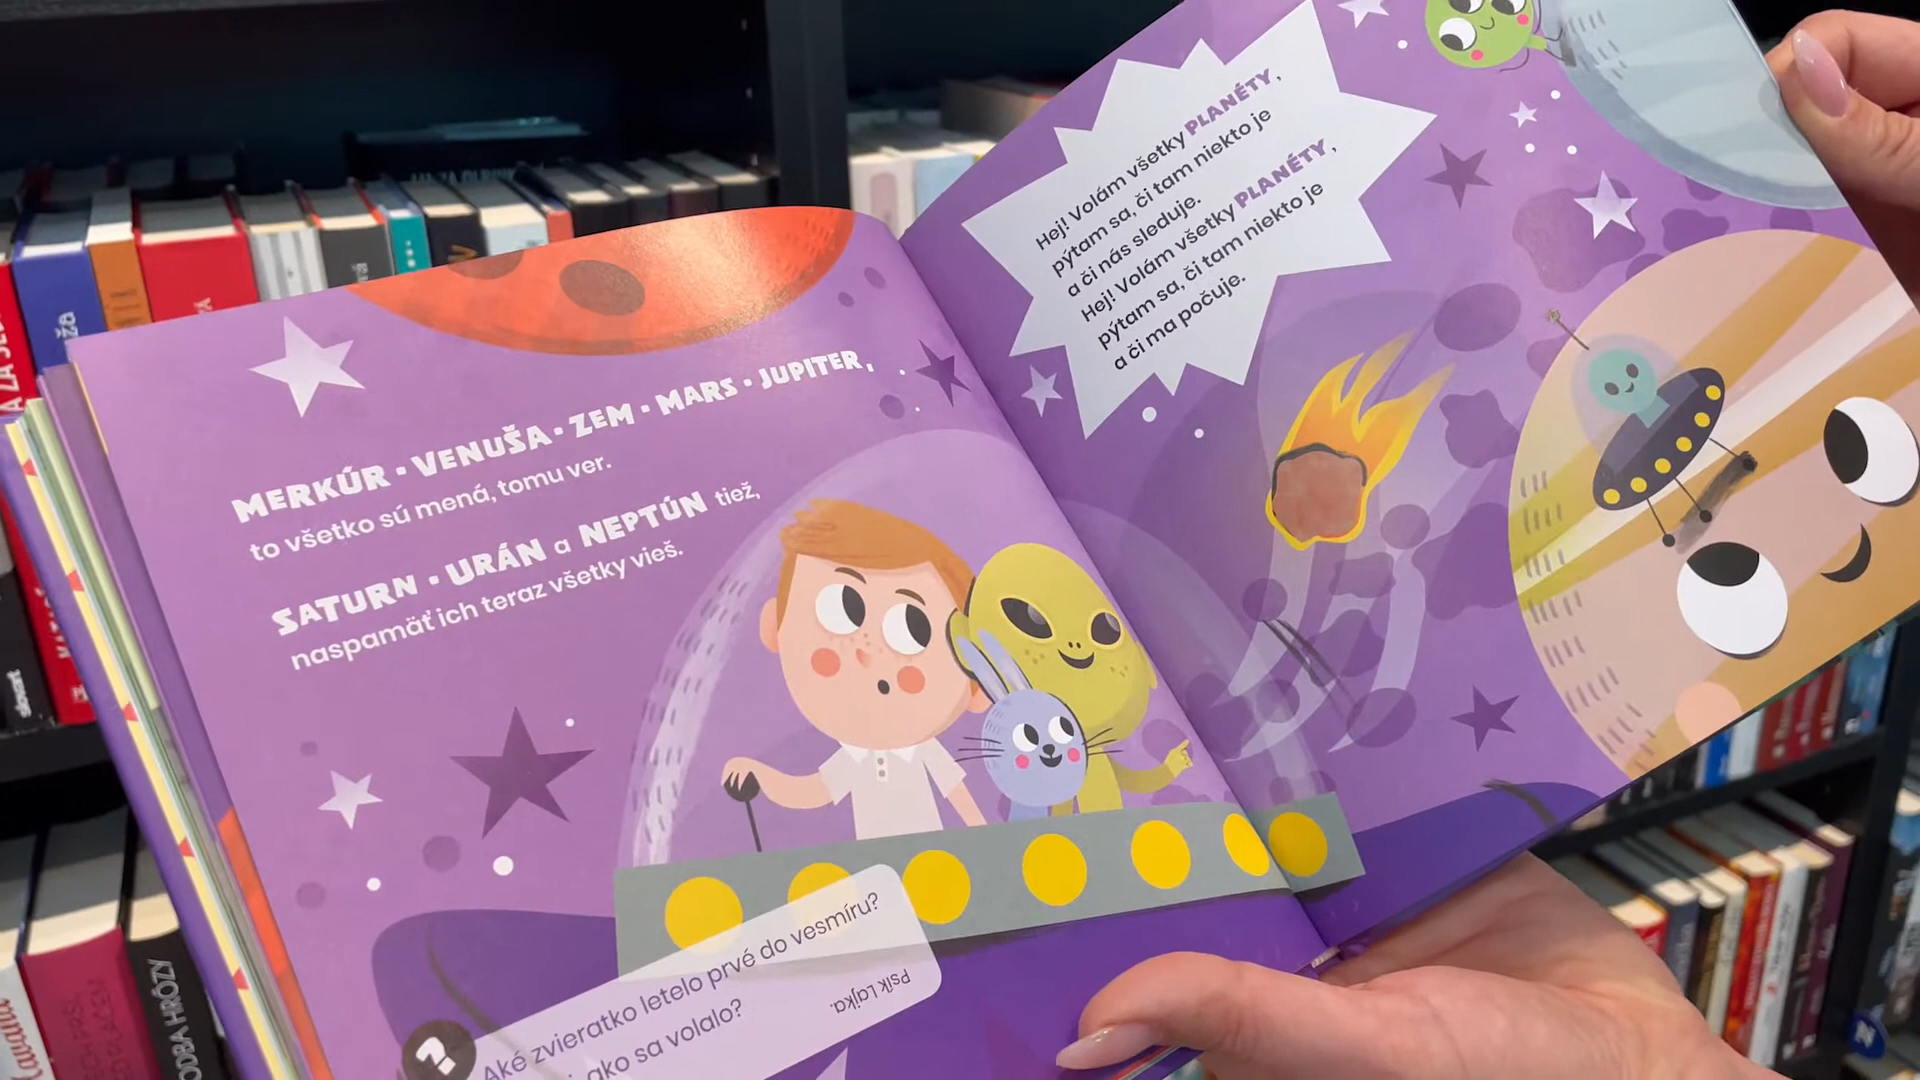 MERKÚR · VENUŠA · ZEM · MARS · JUPITER,
to všetko sú mená, tomu ver.
SATURN · URÁN a NEPTÚN tiež,
naspamäť ich teraz všetky vieš.
?
Aké zvieratko letelo prvé do vesmíru?
ako sa volalo?
Psík Lajka.
Hej! Volám všetky PLANÉTY,
pýtam sa, či tam niekto je
a či nás sleduje.
Hej! Volám všetky PLANÉTY,
pýtam sa, či tam niekto je
a či ma počuje.
slovart